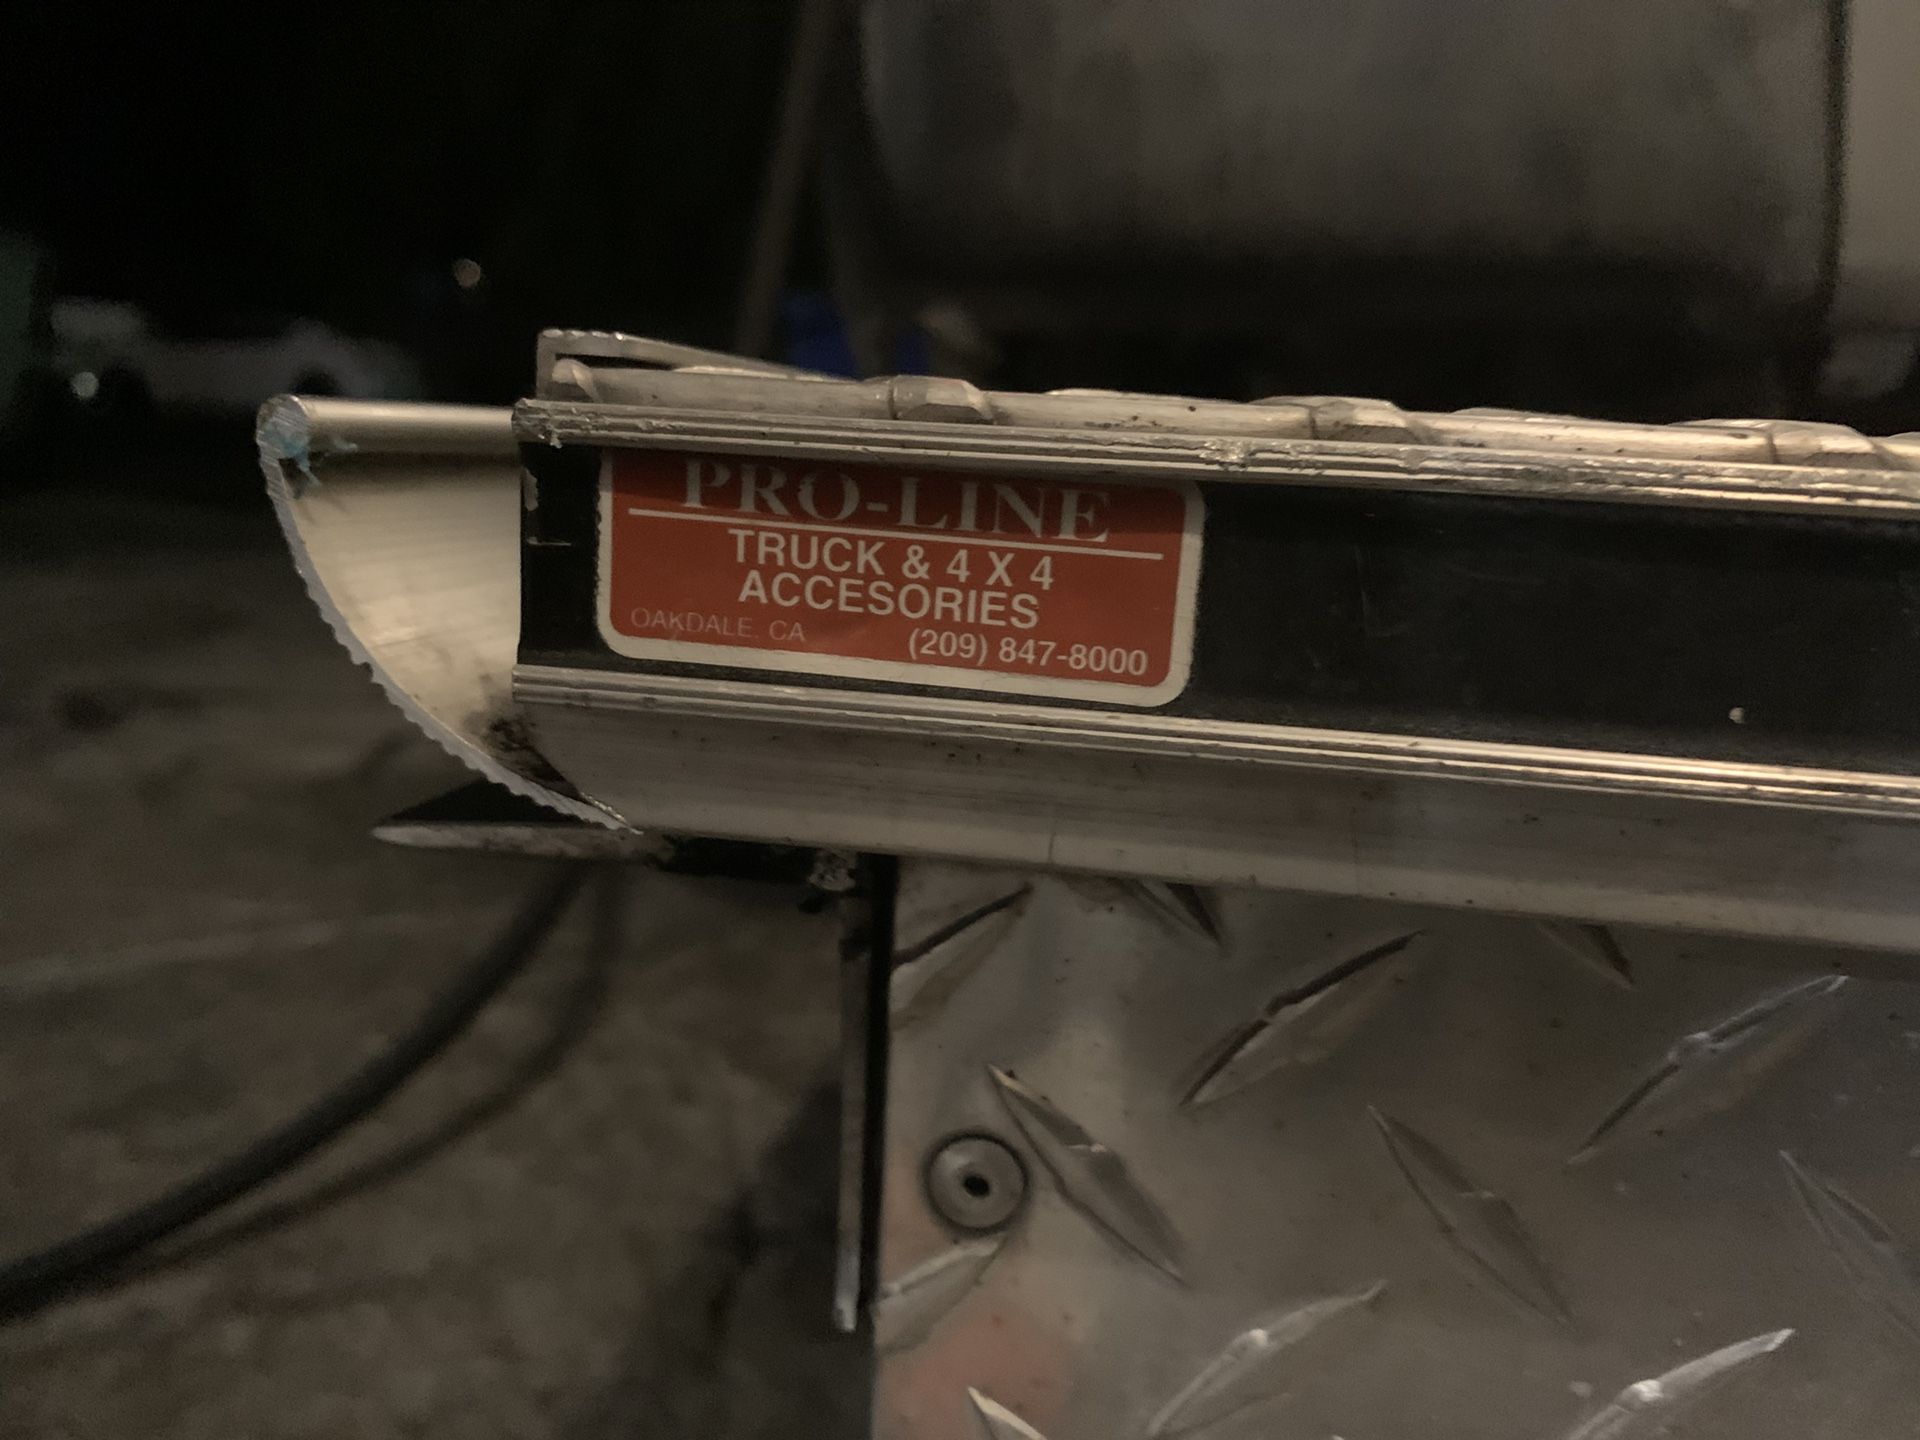 PRO-LINE
TRUCK & 4 X 4
ACCESORIES
OAKDALE, CA
(209) 847-8000